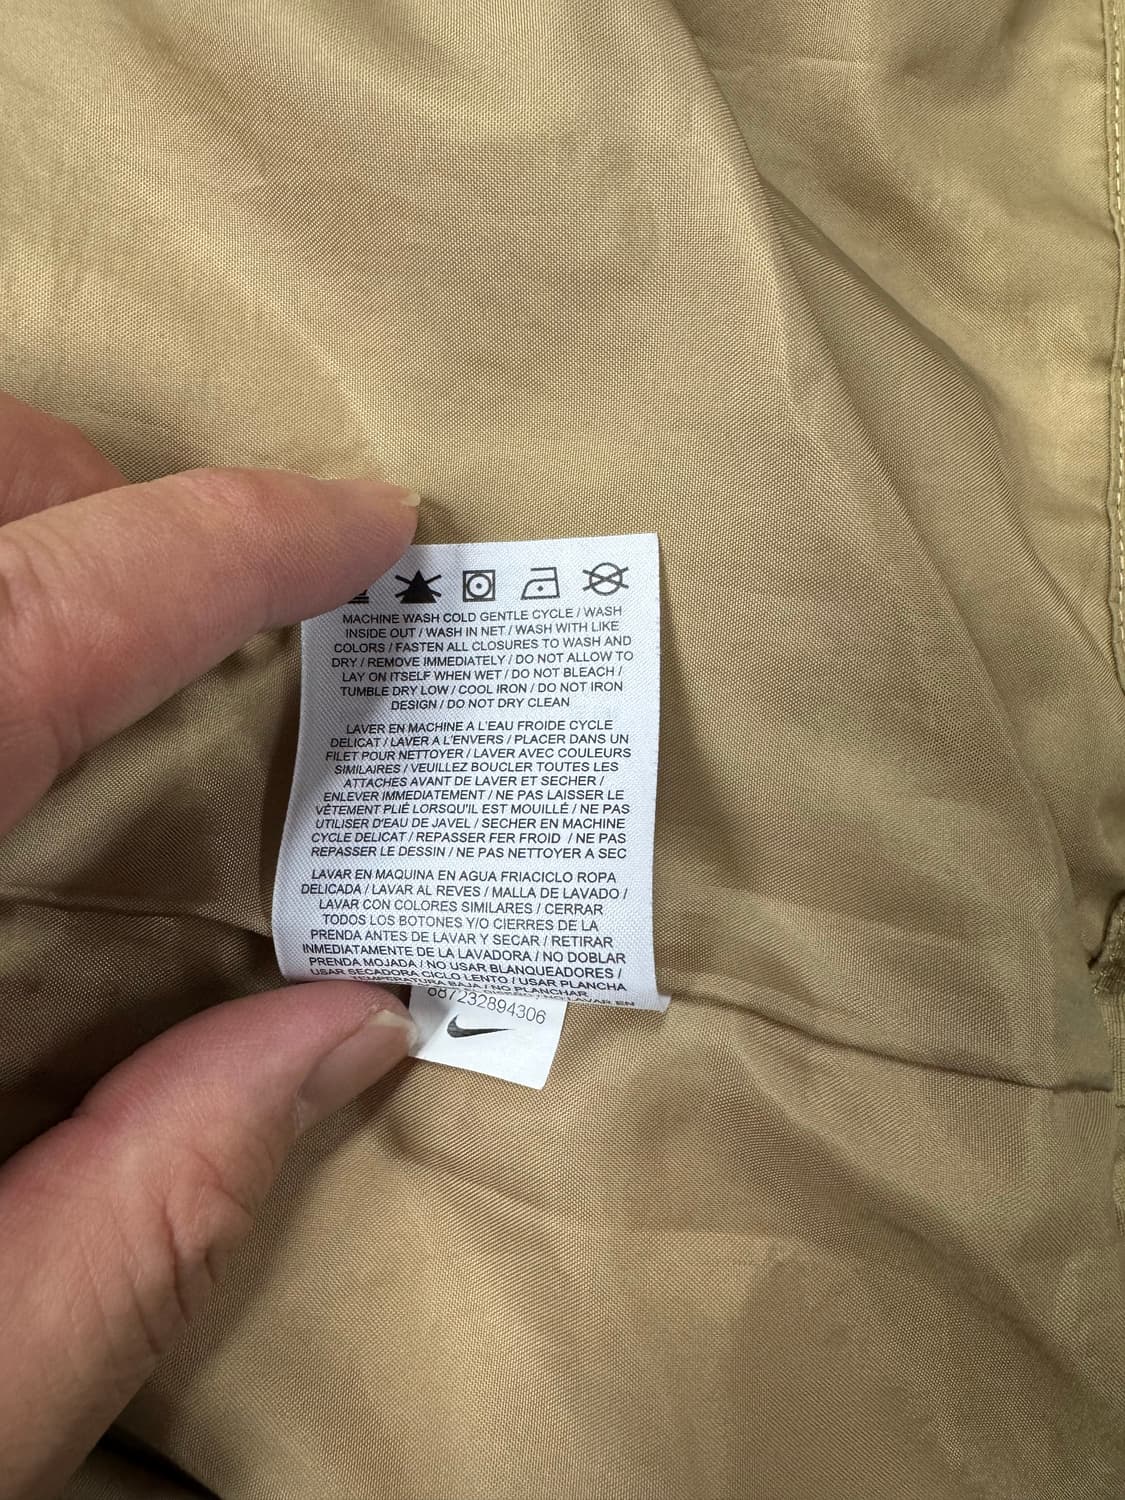 MACHINE WASH COLD GENTLE CYCLE / WASH
INSIDE OUT / WASH IN NET / WASH WITH LIKE
COLORS / FASTEN ALL CLOSURES TO WASH AND
DRY / REMOVE IMMEDIATELY / DO NOT ALLOW TO
LAY ON ITSELF WHEN WET / DO NOT BLEACH /
TUMBLE DRY LOW / COOL IRON / DO NOT IRON
DESIGN / DO NOT DRY CLEAN
LAVER EN MACHINE A L'EAU FROIDE CYCLE
DELICAT / LAVER A L'ENVERS / PLACER DANS UN
FILET POUR NETTOYER / LAVER AVEC COULEURS
SIMILAIRES / VEUILLEZ BOUCLER TOUTES LES
ATTACHES AVANT DE LAVER ET SECHER /
ENLEVER IMMEDIATEMENT / NE PAS LAISSER LE
VÊTEMENT PLIÉ LORSQU'IL EST MOUILLÉ / NE PAS
UTILISER D'EAU DE JAVEL / SECHER EN MACHINE
CYCLE DELICAT / REPASSER FER FROID / NE PAS
REPASSER LE DESSIN / NE PAS NETTOYER A SEC
LAVAR EN MAQUINA EN AGUA FRIACICLO ROPA
DELICADA / LAVAR AL REVES / MALLA DE LAVADO /
LAVAR CON COLORES SIMILARES / CERRAR
TODOS LOS BOTONES Y/O CIERRES DE LA
PRENDA ANTES DE LAVAR Y SECAR / RETIRAR
INMEDIATAMENTE DE LA LAVADORA / NO DOBLAR
PRENDA MOJADA / NO USAR BLANQUEADORES /
USAR SECADORA CICLO LENTO / USAR PLANCHA
TEMPERATURA BAJA / NO PLANCHAR
NO LAVAR EN
687232894306